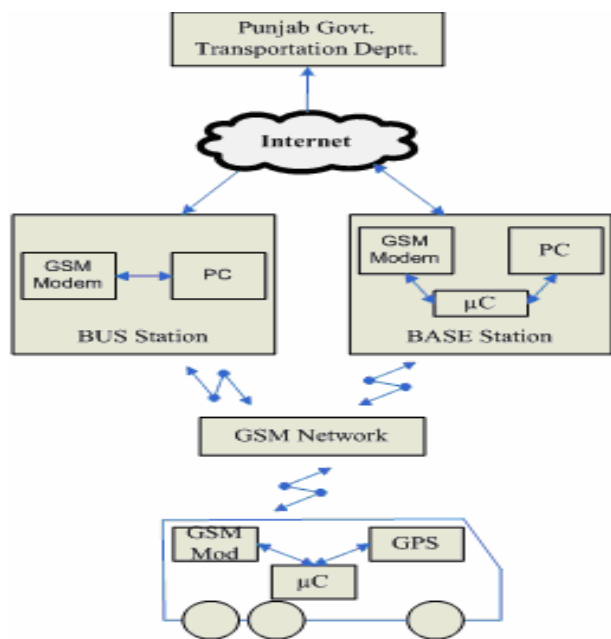 Punjab Govt.
Transportation Deptt.
Internet
GSM
Modem
PC
BUS Station
GSM
Modem
PC
µC
BASE Station
GSM Network
GSM
Mod
GPS
µC